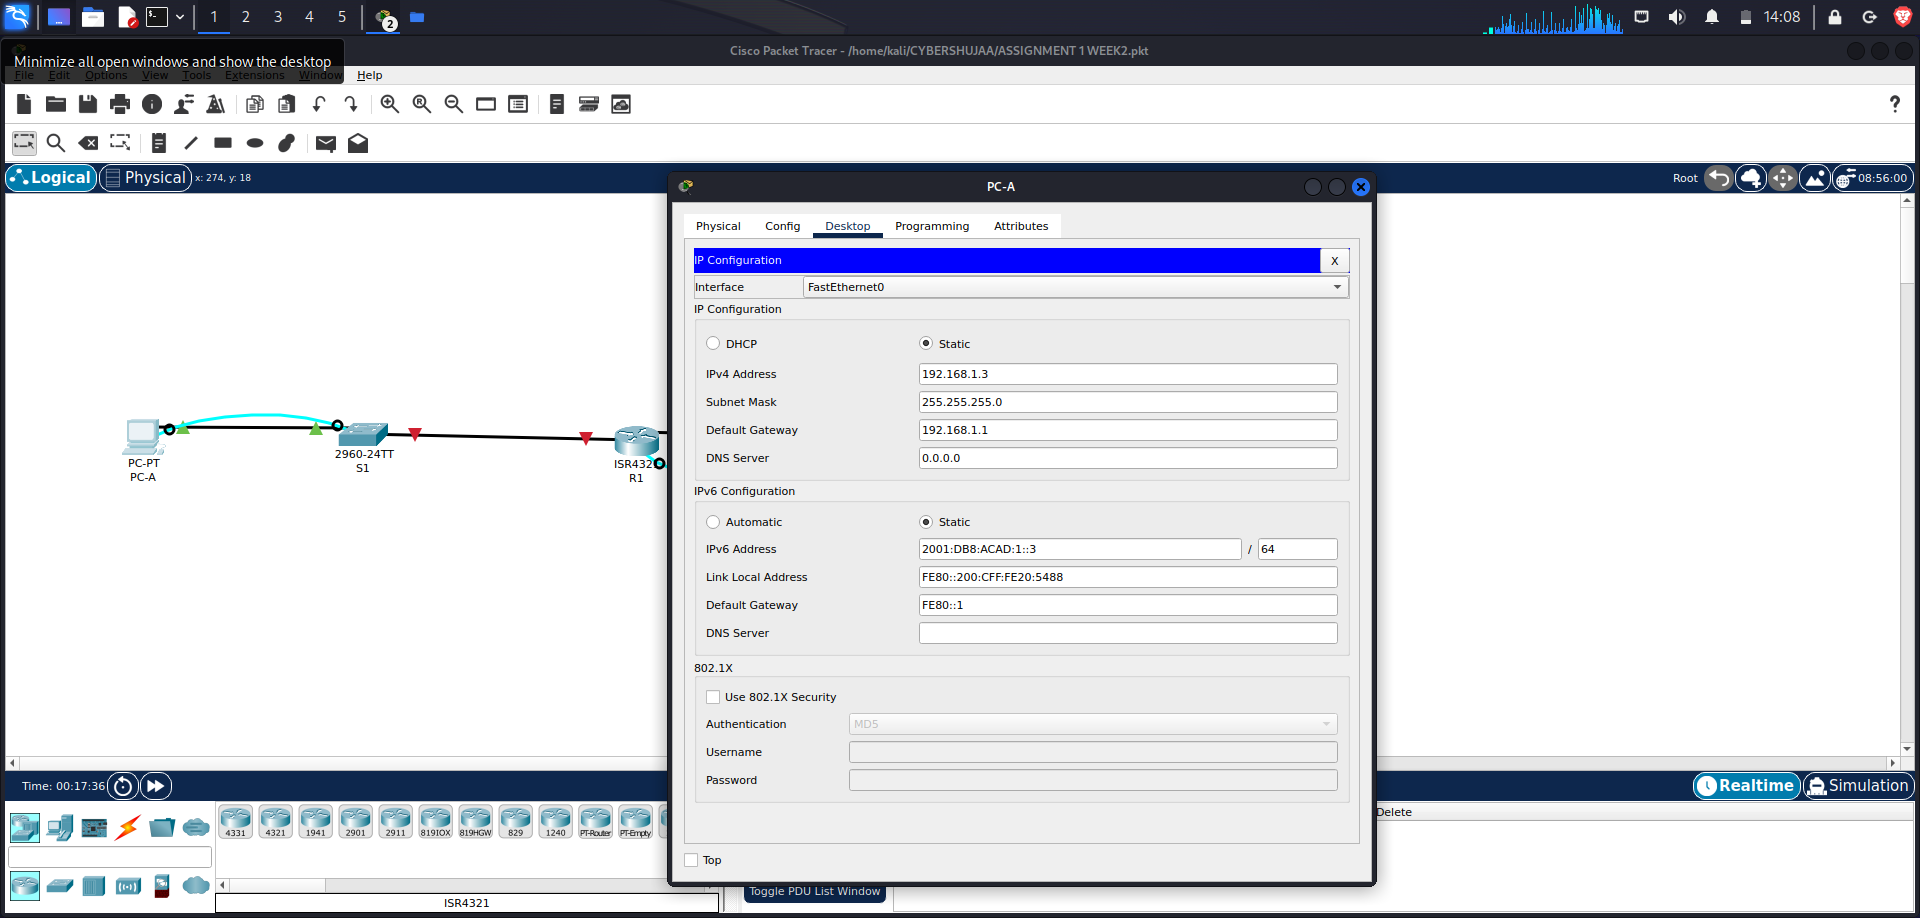 1 2 3 4 5 2 14:08
Cisco Packet Tracer - /home/kali/CYBERSHUJAA/ASSIGNMENT 1 WEEK2.pkt
Minimize all open windows and show the desktop
File Edit Options View Tools Extensions Window Help
?
Logical Physical x: 274, y: 18 Root 08:56:00
PC-A
Physical Config Desktop Programming Attributes
IP Configuration X
Interface FastEthernet0
IP Configuration
DHCP Static
IPv4 Address 192.168.1.3
Subnet Mask 255.255.255.0
Default Gateway 192.168.1.1
DNS Server 0.0.0.0
IPv6 Configuration
Automatic Static
IPv6 Address 2001:DB8:ACAD:1::3 / 64
Link Local Address FE80::200:CFF:FE20:5488
Default Gateway FE80::1
DNS Server
802.1X
Use 802.1X Security
Authentication MD5
Username
Password
Top
PC-PT
PC-A
2960-24TT
S1
ISR4321
R1
Time: 00:17:36 Realtime Simulation
4331 4321 1941 2901 2911 819IOX 819HGW 829 1240 PT-Router PT-Empty
Delete
Toggle PDU List Window
ISR4321